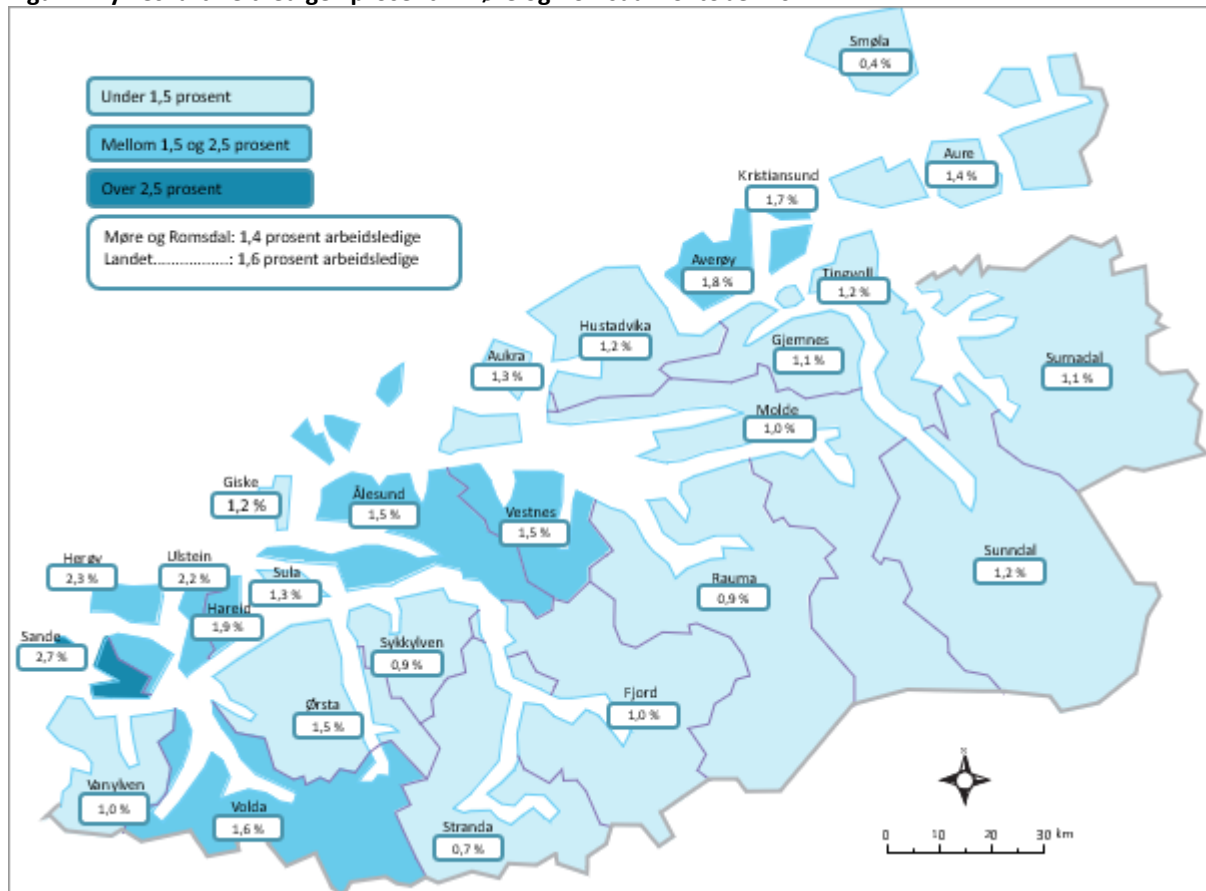 Under 1,5 prosent
Mellom 1,5 og 2,5 prosent
Over 2,5 prosent
Møre og Romsdal: 1,4 prosent arbeidsledige
Landet..................: 1,6 prosent arbeidsledige
Smøla
0,4 %
Aure
1,4 %
Kristiansund
1,7 %
Averøy
1,8 %
Tingvoll
1,2 %
Hustadvika
1,2 %
Gjemnes
1,1 %
Surnadal
1,1 %
Aukra
1,3 %
Molde
1,0 %
Giske
1,2 %
Ålesund
1,5 %
Vestnes
1,5 %
Sunndal
1,2 %
Herøy
2,3 %
Ulstein
2,2 %
Sula
1,3 %
Rauma
0,9 %
Hareid
1,9 %
Sande
2,7 %
Sykkylven
0,9 %
Ørsta
1,5 %
Fjord
1,0 %
Vanylven
1,0 %
Volda
1,6 %
Stranda
0,7 %
0 10 20 30 km